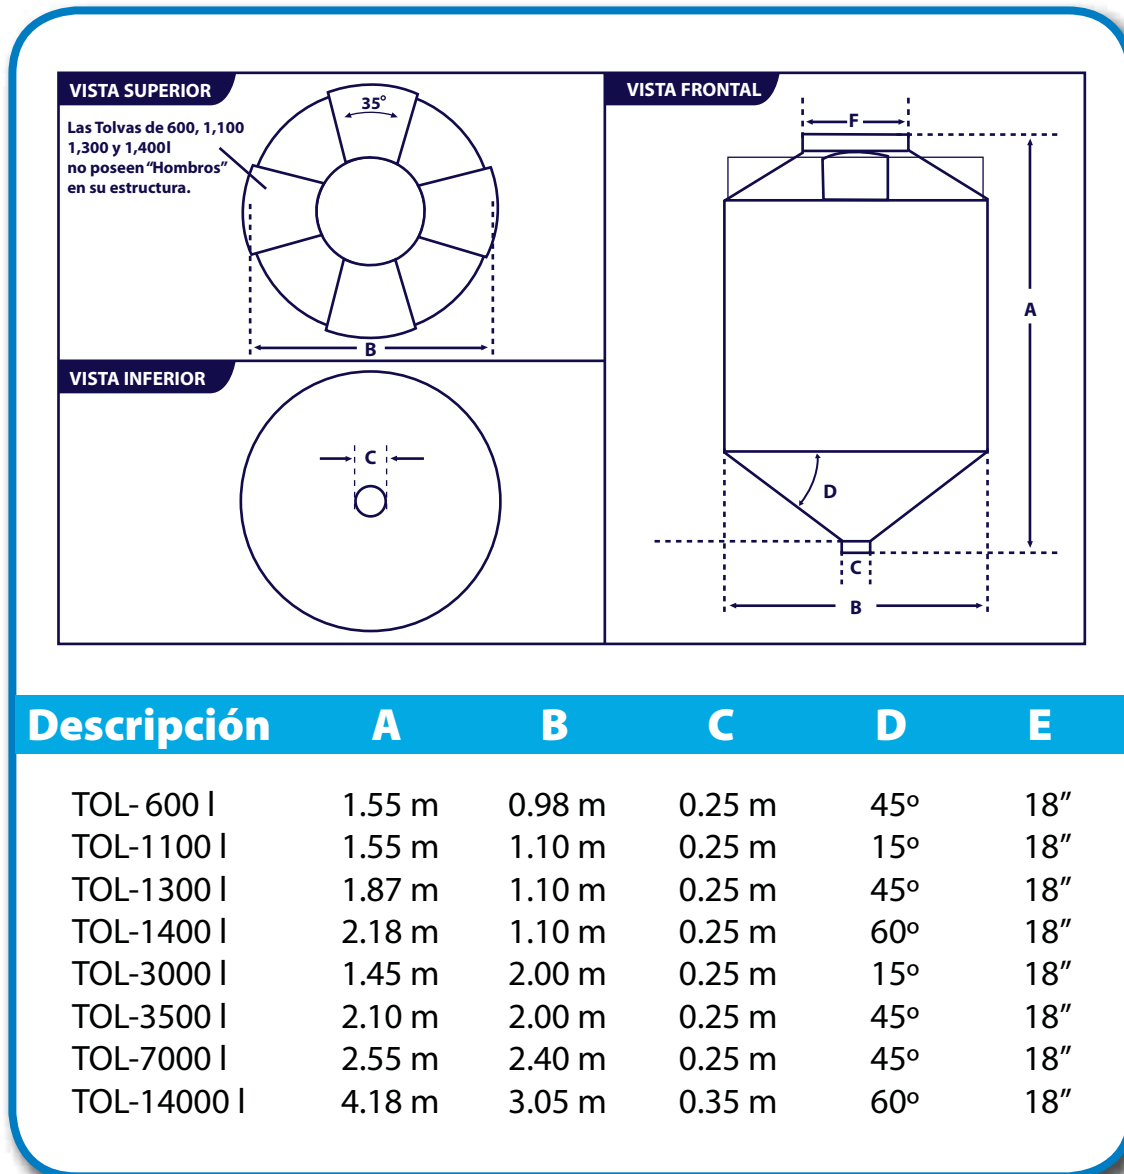 VISTA SUPERIOR
Las Tolvas de 600, 1,100
1,300 y 1,400l
no poseen “Hombros”
en su estructura.
35°
B
VISTA INFERIOR
C
VISTA FRONTAL
F
A
D
C
B
Descripción A B C D E
TOL- 600 l 1.55 m 0.98 m 0.25 m 45º 18”
TOL-1100 l 1.55 m 1.10 m 0.25 m 15º 18”
TOL-1300 l 1.87 m 1.10 m 0.25 m 45º 18”
TOL-1400 l 2.18 m 1.10 m 0.25 m 60º 18”
TOL-3000 l 1.45 m 2.00 m 0.25 m 15º 18”
TOL-3500 l 2.10 m 2.00 m 0.25 m 45º 18”
TOL-7000 l 2.55 m 2.40 m 0.25 m 45º 18”
TOL-14000 l 4.18 m 3.05 m 0.35 m 60º 18”